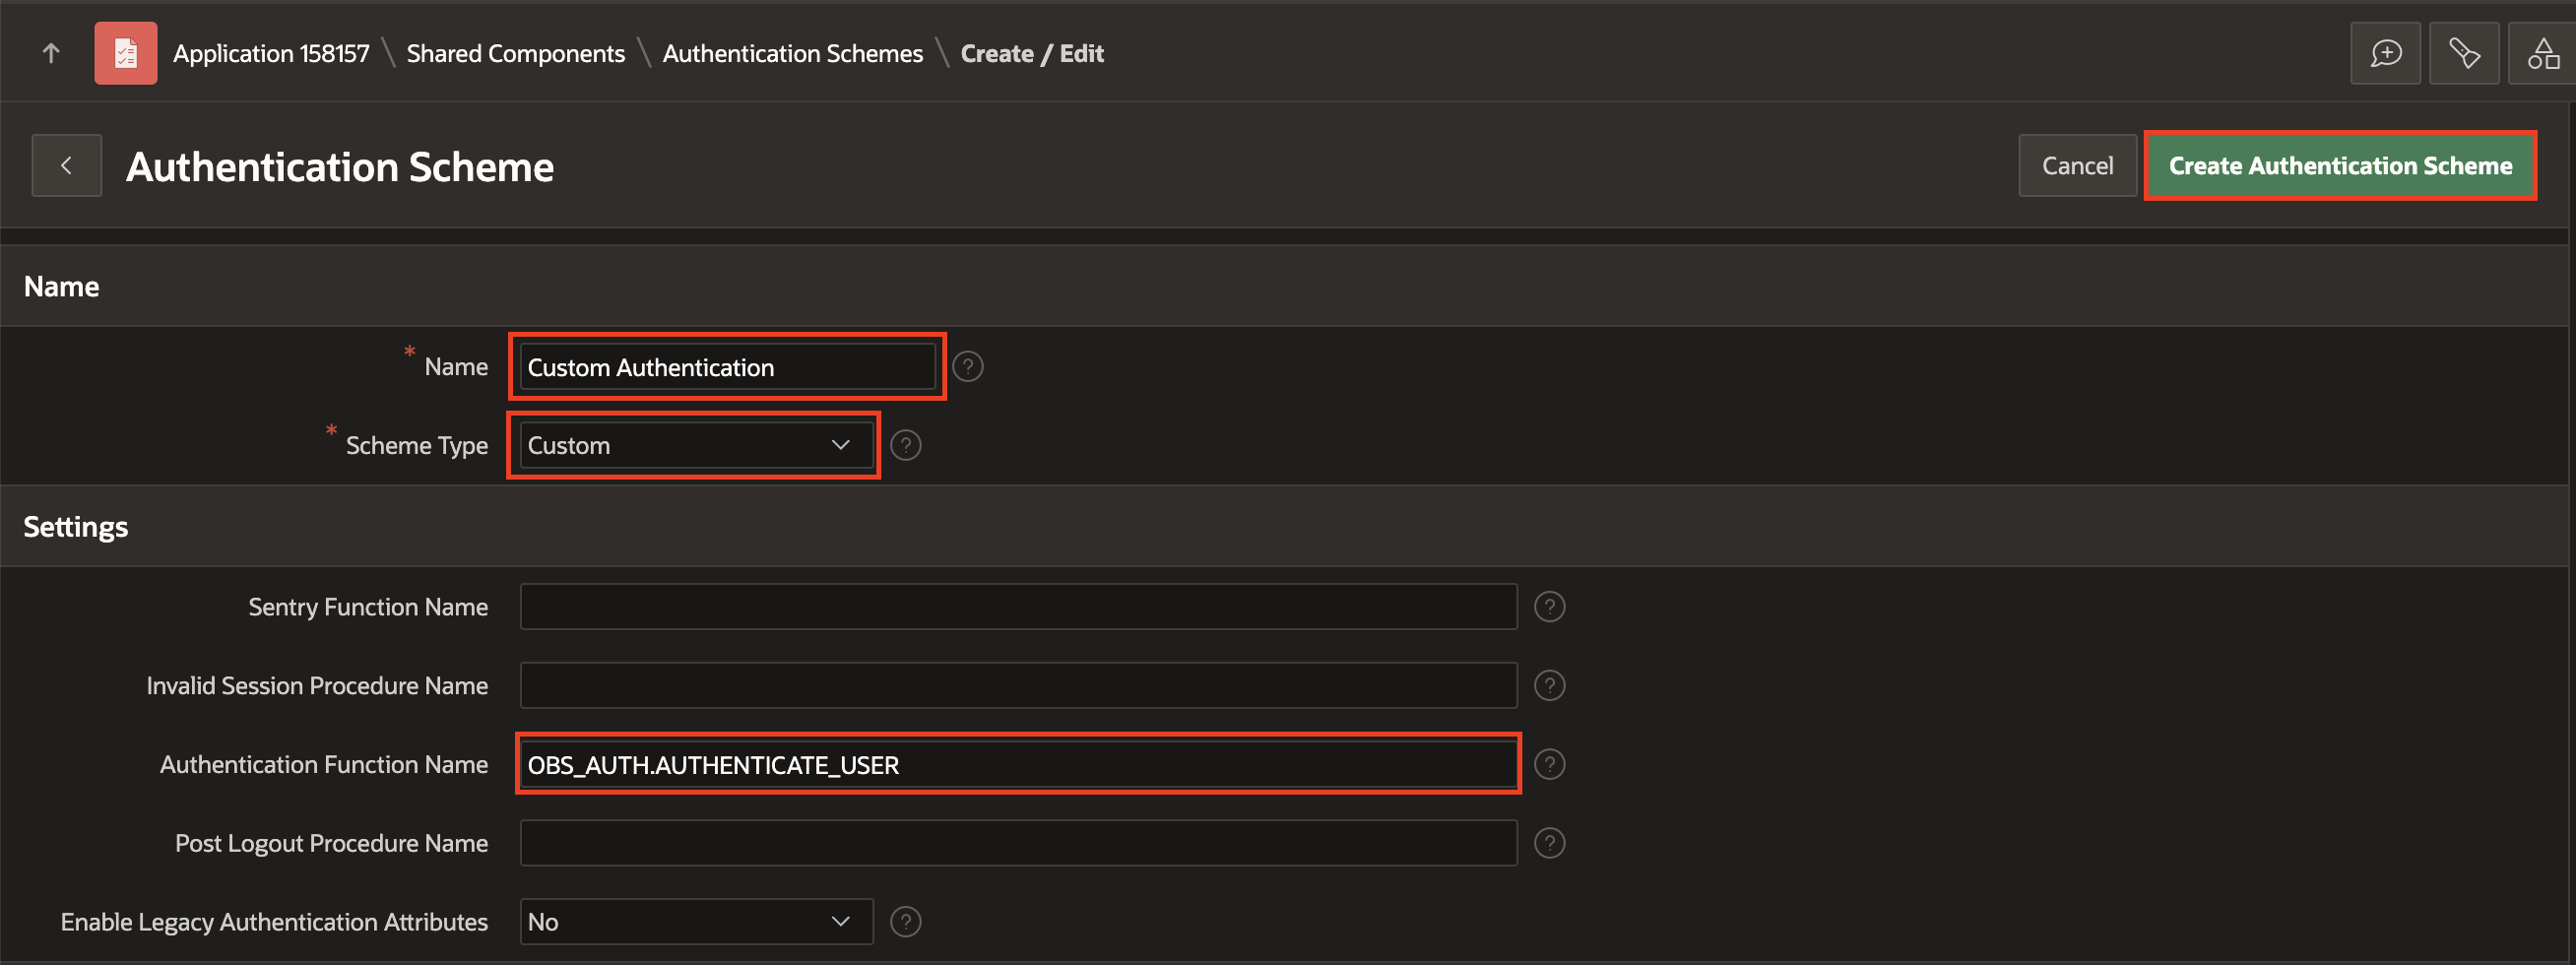 Application 158157 \ Shared Components \ Authentication Schemes \ Create / Edit
Authentication Scheme
Cancel
Create Authentication Scheme
Name
* Name
Custom Authentication
?
* Scheme Type
Custom
?
Settings
Sentry Function Name
?
Invalid Session Procedure Name
?
Authentication Function Name
OBS_AUTH.AUTHENTICATE_USER
?
Post Logout Procedure Name
?
Enable Legacy Authentication Attributes
No
?